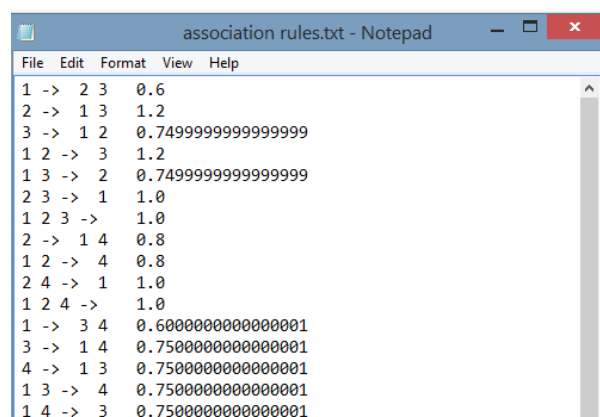 association rules.txt - Notepad
File Edit Format View Help
1 -> 2 3 0.6
2 -> 1 3 1.2
3 -> 1 2 0.7499999999999999
1 2 -> 3 1.2
1 3 -> 2 0.7499999999999999
2 3 -> 1 1.0
1 2 3 -> 1.0
2 -> 1 4 0.8
1 2 -> 4 0.8
2 4 -> 1 1.0
1 2 4 -> 1.0
1 -> 3 4 0.6000000000000001
3 -> 1 4 0.7500000000000001
4 -> 1 3 0.7500000000000001
1 3 -> 4 0.7500000000000001
1 4 -> 3 0.7500000000000001